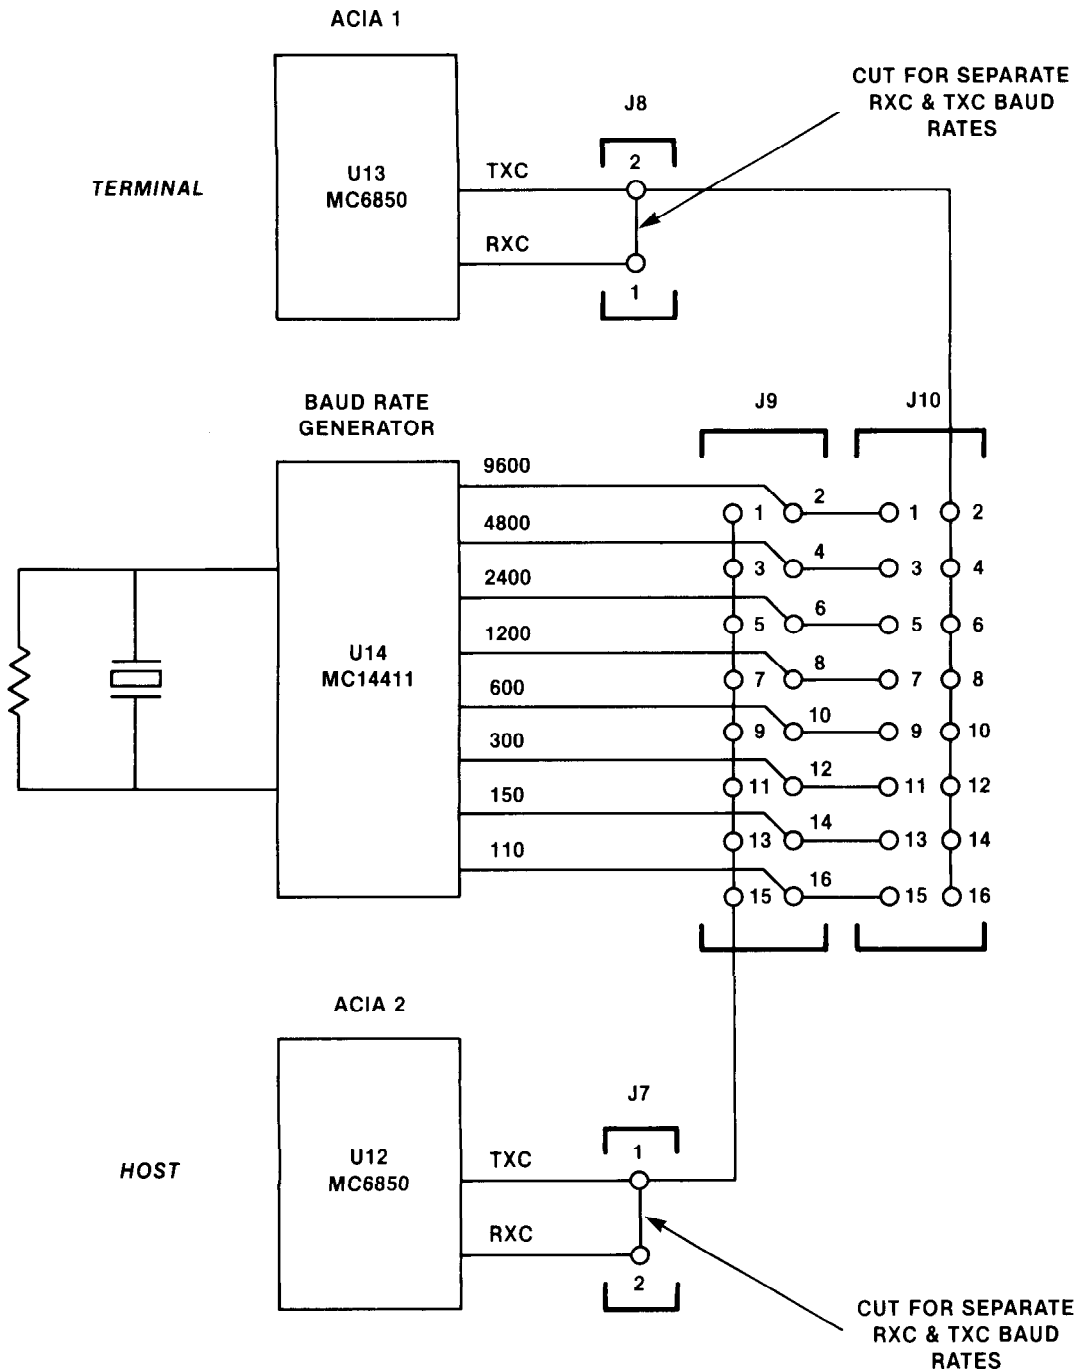 ACIA 1
CUT FOR SEPARATE
RXC & TXC BAUD
RATES
J8
TERMINAL
U13
MC6850
TXC
2
RXC
1
BAUD RATE
GENERATOR
J9
J10
9600
4800
2400
1200
600
300
150
110
U14
MC14411
1 2 1 2
3 4 3 4
5 6 5 6
7 8 7 8
9 10 9 10
11 12 11 12
13 14 13 14
15 16 15 16
ACIA 2
J7
HOST
U12
MC6850
TXC
1
RXC
2
CUT FOR SEPARATE
RXC & TXC BAUD
RATES